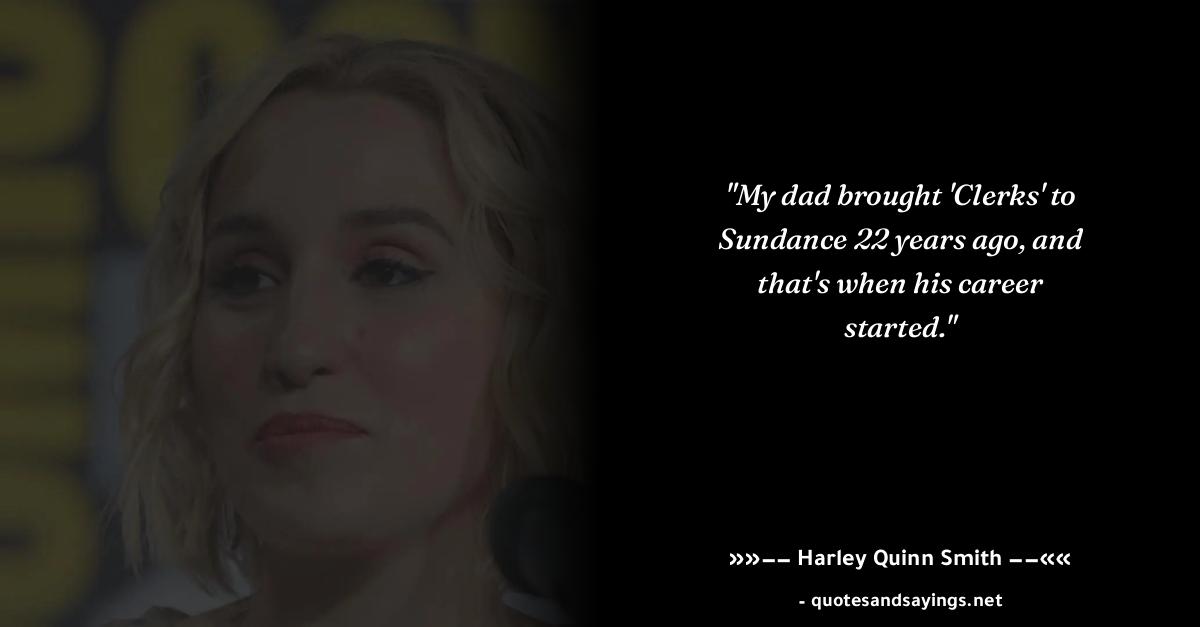 "My dad brought 'Clerks' to
Sundance 22 years ago, and
that's when his career
started."
»»−− Harley Quinn Smith −−««
- quotesandsayings.net